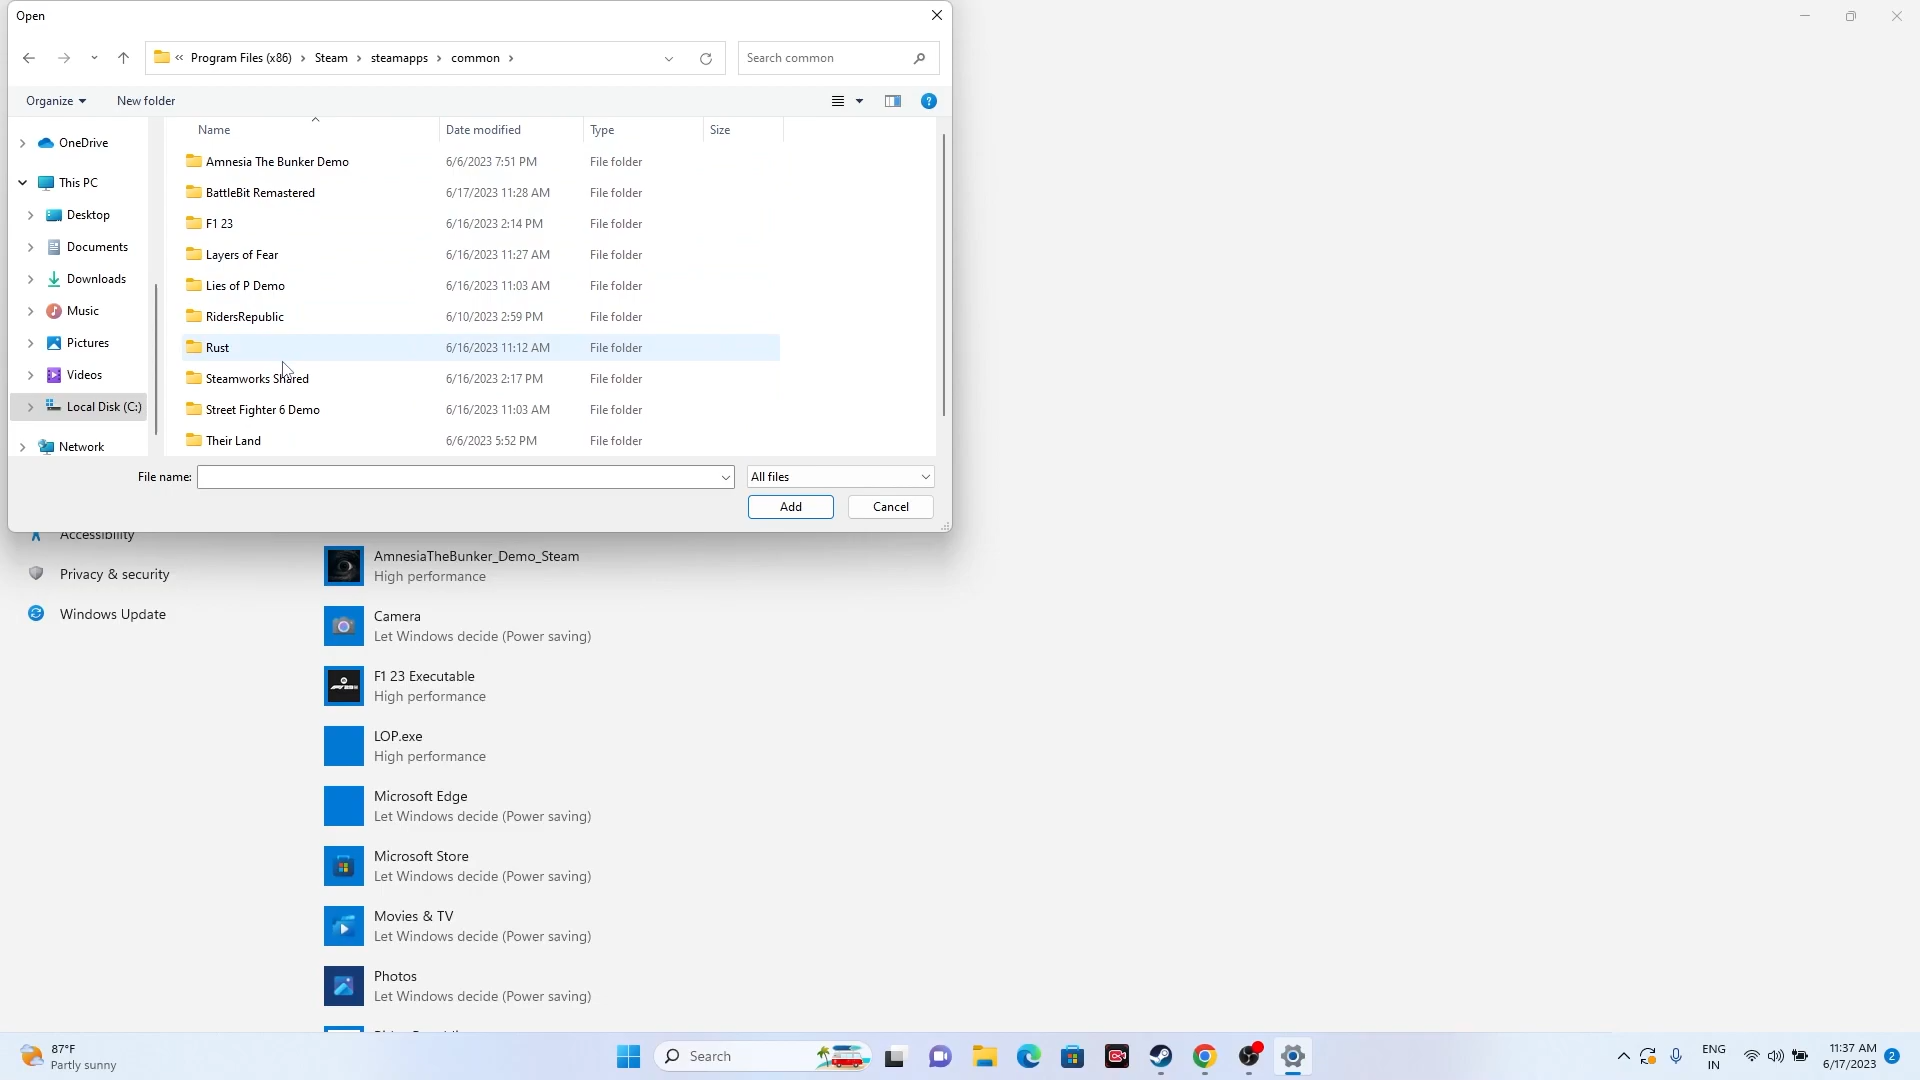 Open
« Program Files (x86) › Steam › steamapps › common ›
Search common
Organize
New folder
Name
Date modified
Type
Size
OneDrive
This PC
Desktop
Documents
Downloads
Music
Pictures
Videos
Local Disk (C:)
Network
Amnesia The Bunker Demo 6/6/2023 7:51 PM File folder
BattleBit Remastered 6/17/2023 11:28 AM File folder
F1 23 6/16/2023 2:14 PM File folder
Layers of Fear 6/16/2023 11:27 AM File folder
Lies of P Demo 6/16/2023 11:03 AM File folder
RidersRepublic 6/10/2023 2:59 PM File folder
Rust 6/16/2023 11:12 AM File folder
Steamworks Shared 6/16/2023 2:17 PM File folder
Street Fighter 6 Demo 6/16/2023 11:03 AM File folder
Their Land 6/6/2023 5:52 PM File folder
File name:
All files
Add
Cancel
Accessibility
Privacy & security
Windows Update
AmnesiaTheBunker_Demo_Steam
High performance
Camera
Let Windows decide (Power saving)
F1 23 Executable
High performance
LOP.exe
High performance
Microsoft Edge
Let Windows decide (Power saving)
Microsoft Store
Let Windows decide (Power saving)
Movies & TV
Let Windows decide (Power saving)
Photos
Let Windows decide (Power saving)
87°F
Partly sunny
Search
ENG
IN
11:37 AM
6/17/2023
2